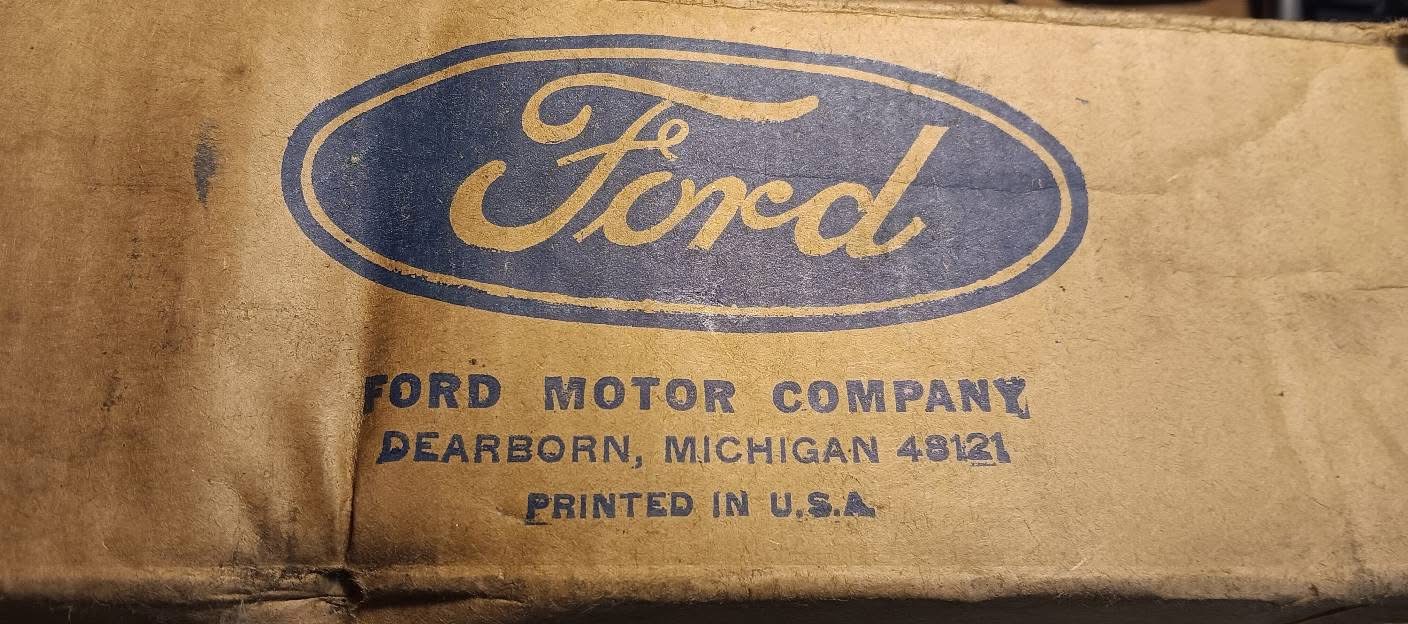 Ford
FORD MOTOR COMPANY
DEARBORN, MICHIGAN 48121
PRINTED IN U.S.A.